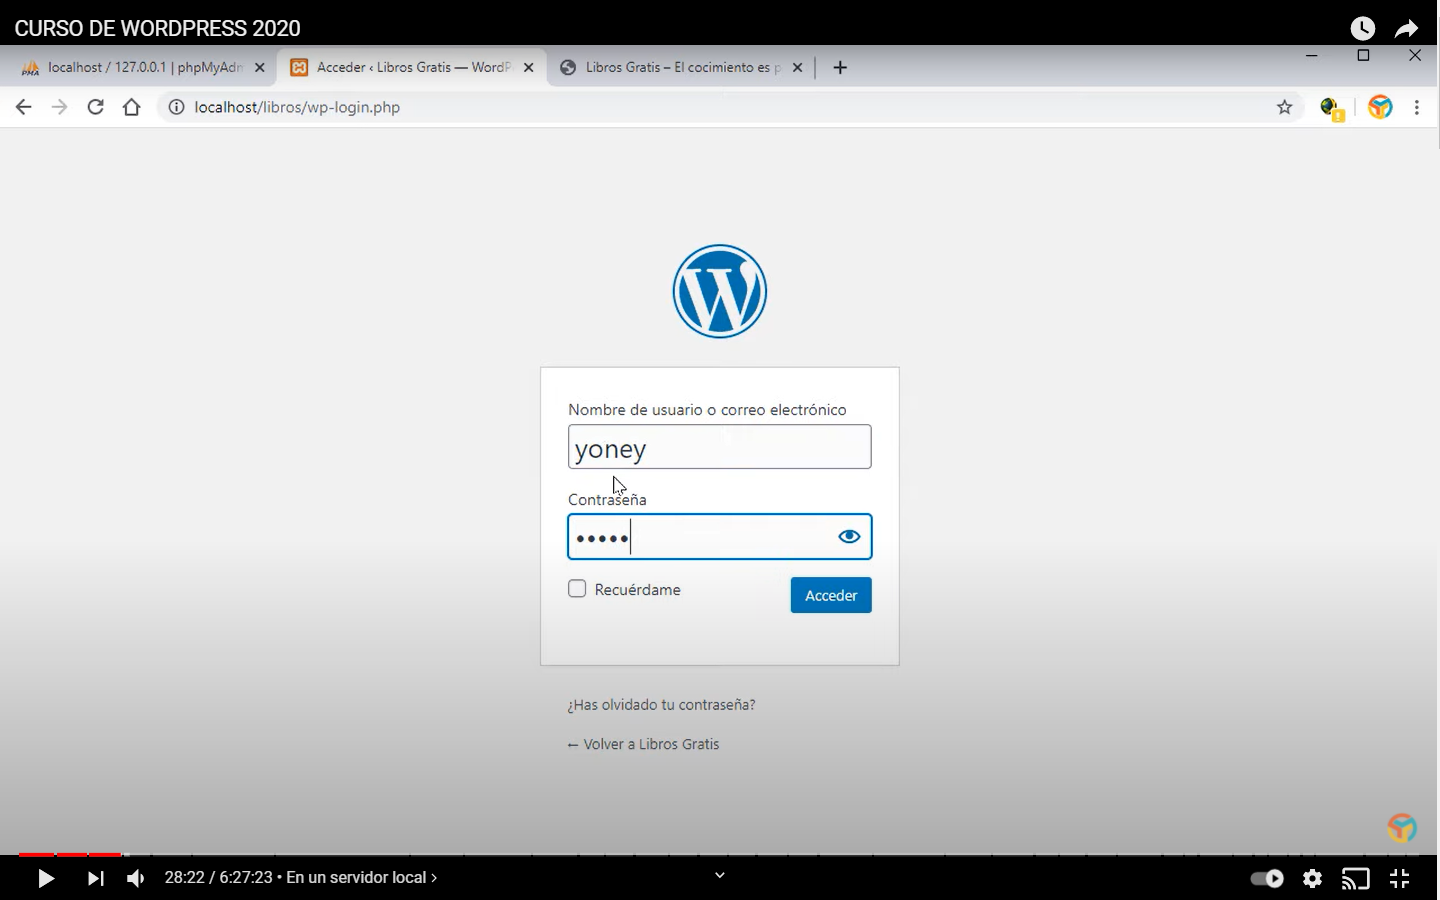 CURSO DE WORDPRESS 2020
localhost / 127.0.0.1 | phpMyAdm
Acceder ‹ Libros Gratis — WordP
Libros Gratis – El cocimiento es p
localhost/libros/wp-login.php
Nombre de usuario o correo electrónico
yoney
Contraseña
•••••
Recuérdame
Acceder
¿Has olvidado tu contraseña?
← Volver a Libros Gratis
28:22 / 6:27:23 • En un servidor local ›